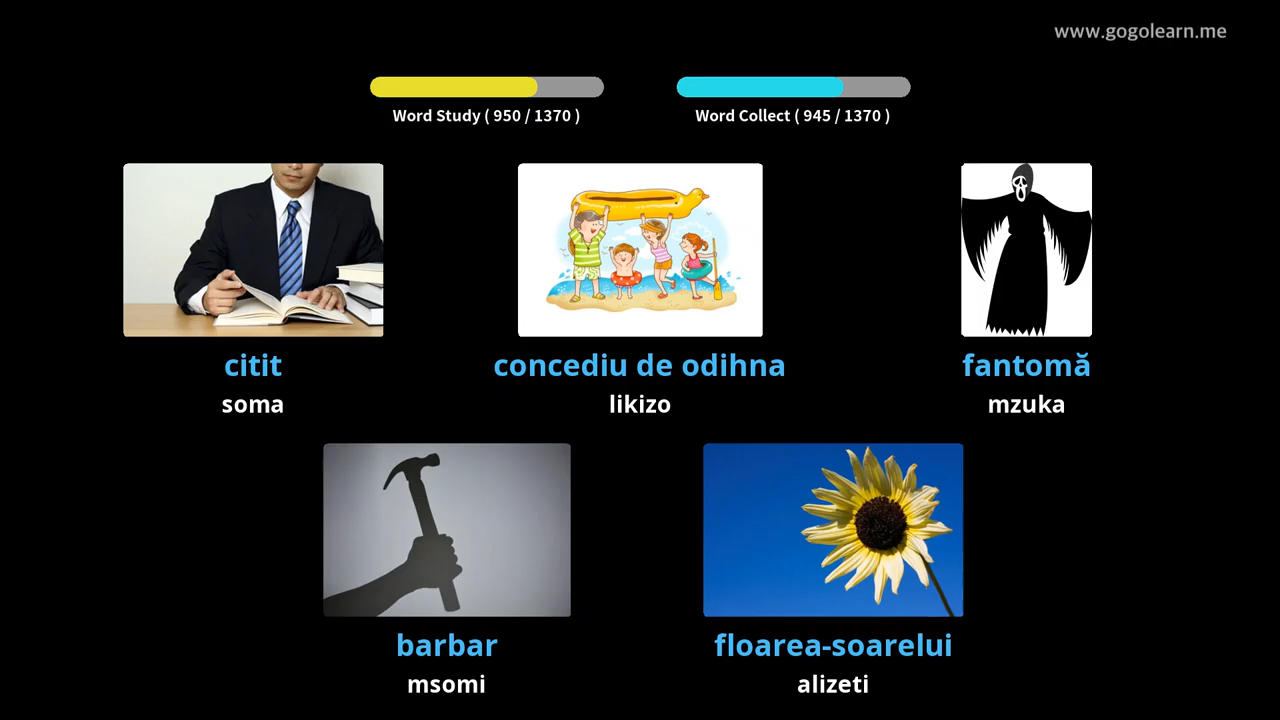 www.gogolearn.me
Word Study ( 950 / 1370 )
Word Collect ( 945 / 1370 )
citit
soma
concediu de odihna
likizo
fantomă
mzuka
barbar
msomi
floarea-soarelui
alizeti